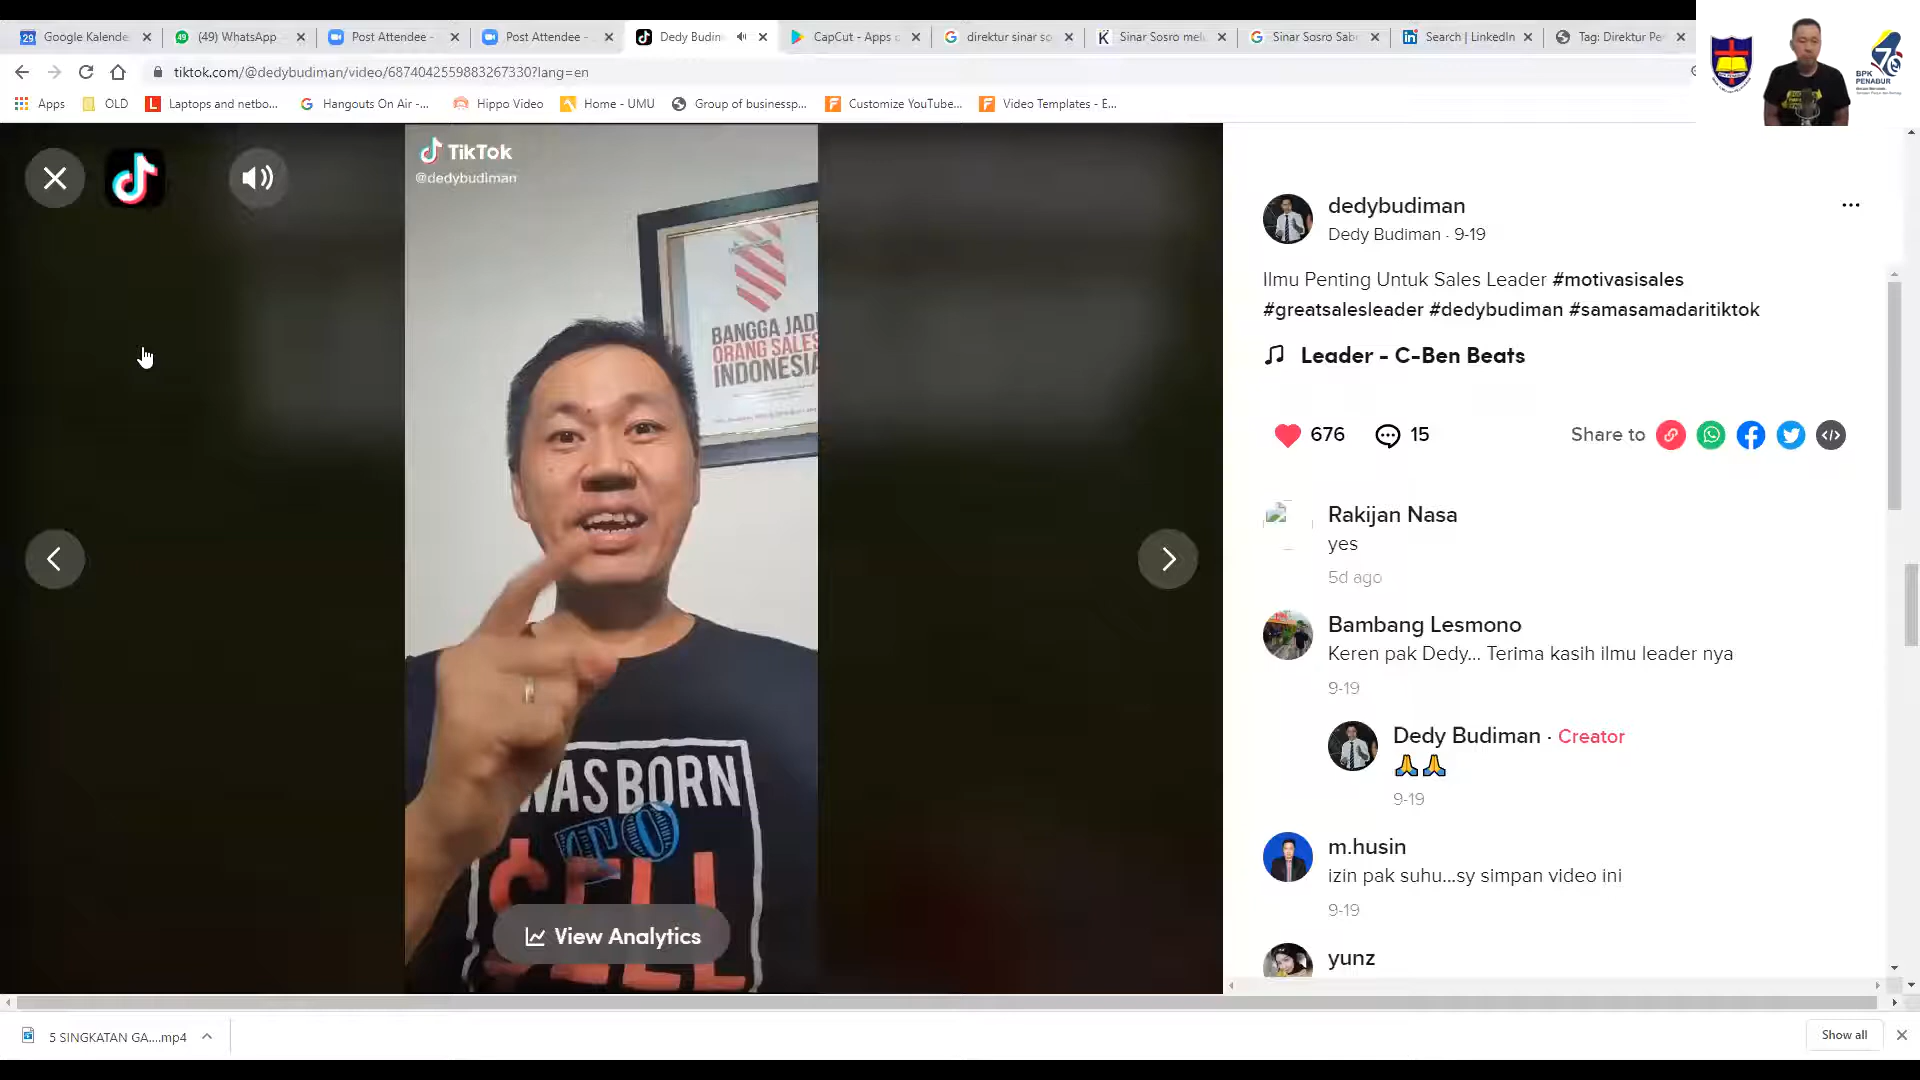 Google Kalende
(49) WhatsApp
Post Attendee -
Post Attendee -
Dedy Budim
CapCut - Apps o
direktur sinar so
Sinar Sosro mel
Sinar Sosro Sab
Search | LinkedIn
Tag: Direktur Pe
tiktok.com/@dedybudiman/video/6874042559883267330?lang=en
Apps
OLD
Laptops and netbo...
Hangouts On Air -...
Hippo Video
Home - UMU
Group of businessp...
Customize YouTube...
Video Templates - E...
BPK
PENABUR
TikTok
@dedybudiman
BANGGA JADI
ORANG SALES
INDONESIA
WAS BORN
TO
SELL
View Analytics
dedybudiman
Dedy Budiman · 9-19
Ilmu Penting Untuk Sales Leader #motivasisales
#greatsalesleader #dedybudiman #samasamadaritiktok
Leader - C-Ben Beats
676
15
Share to
Rakijan Nasa
yes
5d ago
Bambang Lesmono
Keren pak Dedy... Terima kasih ilmu leader nya
9-19
Dedy Budiman · Creator
🙏🙏
9-19
m.husin
izin pak suhu...sy simpan video ini
9-19
yunz
5 SINGKATAN GA....mp4
Show all